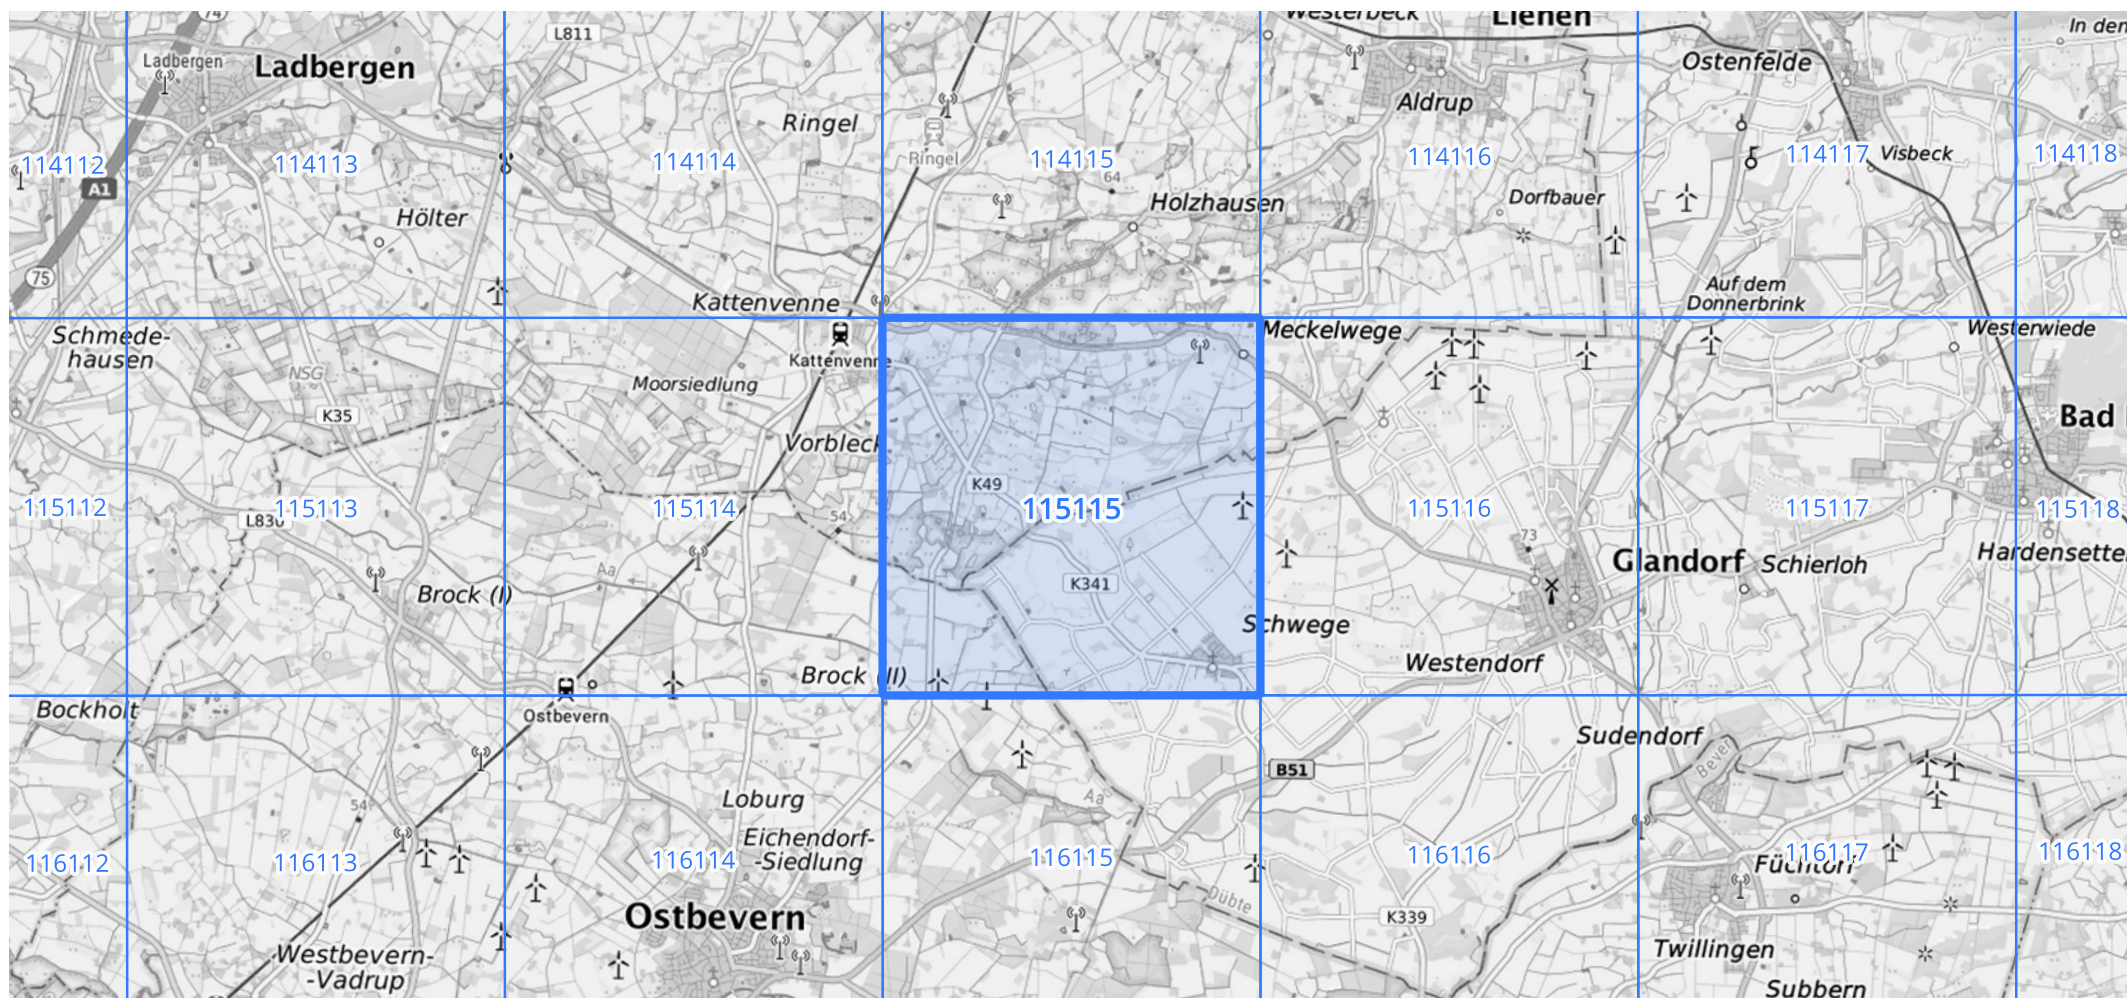 74
Ladbergen
Ladbergen
L811
Ringel
Ringel
Westerbeck
Lienen
Aldrup
Ostenfelde
In den
114112
114113
114114
114115
114116
114117
Visbeck
114118
A1
Hölter
64
Holzhausen
Dorfbauer
75
Kattenvenne
Auf dem
Donnerbrink
Schmede-
hausen
NSG
K35
Moorsiedlung
Kattenvenne
Vorbleck
Meckelwege
Westerwiede
Bad
115112
L830
115113
115114
54
K49
115115
115116
115117
115118
73
Glandorf
Schierloh
Hardensette
Aa
Brock (I)
K341
Schwege
Westendorf
Brock (II)
Bockholt
Ostbevern
Sudendorf
Bever
B51
54
Loburg
Eichendorf-
-Siedlung
Aa
116112
116113
116114
116115
116116
116117
116118
Füchtorf
Dübte
K339
Ostbevern
Westbevern-
-Vadrup
Twillingen
Subbern